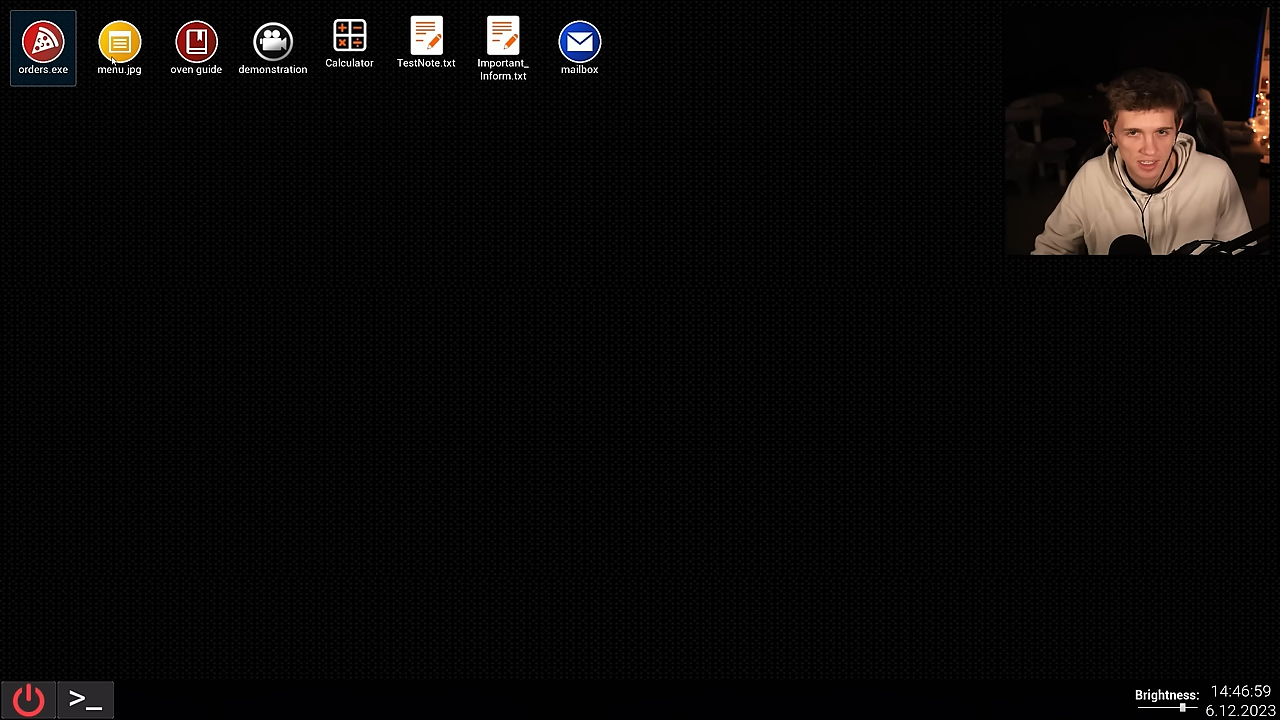 orders.exe
menu.jpg
oven guide
demonstration
Calculator
TestNote.txt
Important_
Inform.txt
mailbox
>_
Brightness:
14:46:59
6.12.2023